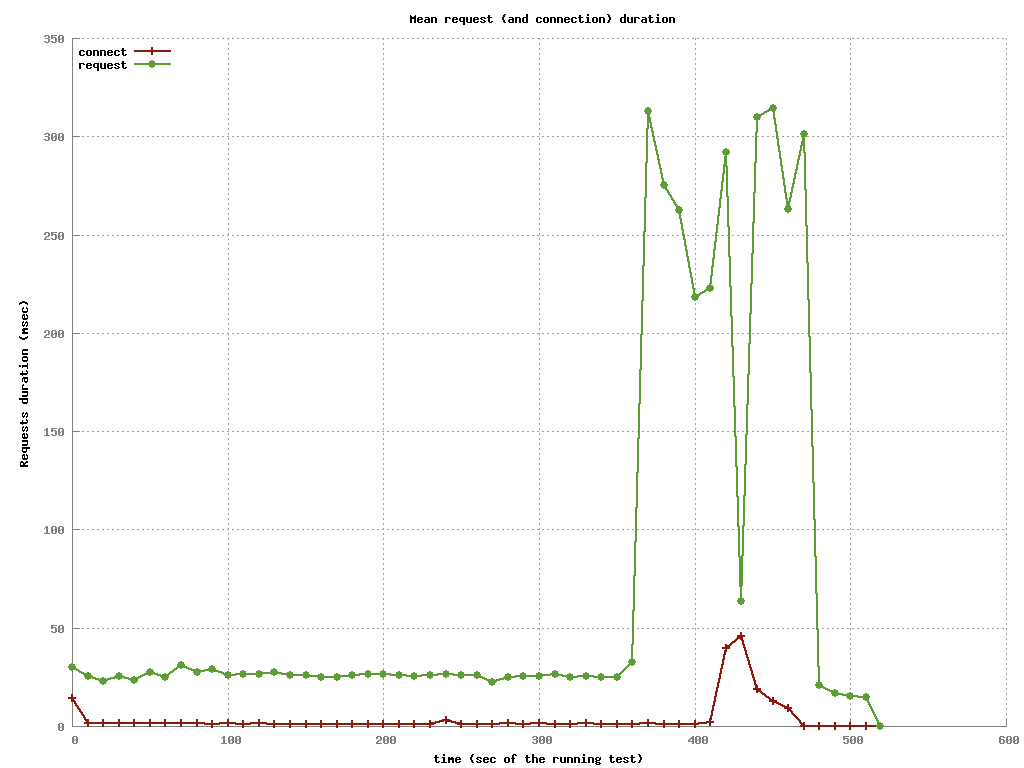 Mean request (and connection) duration
350
connect
request
300
250
200
150
100
50
0
Requests duration (msec)
0 100 200 300 400 500 600
time (sec of the running test)